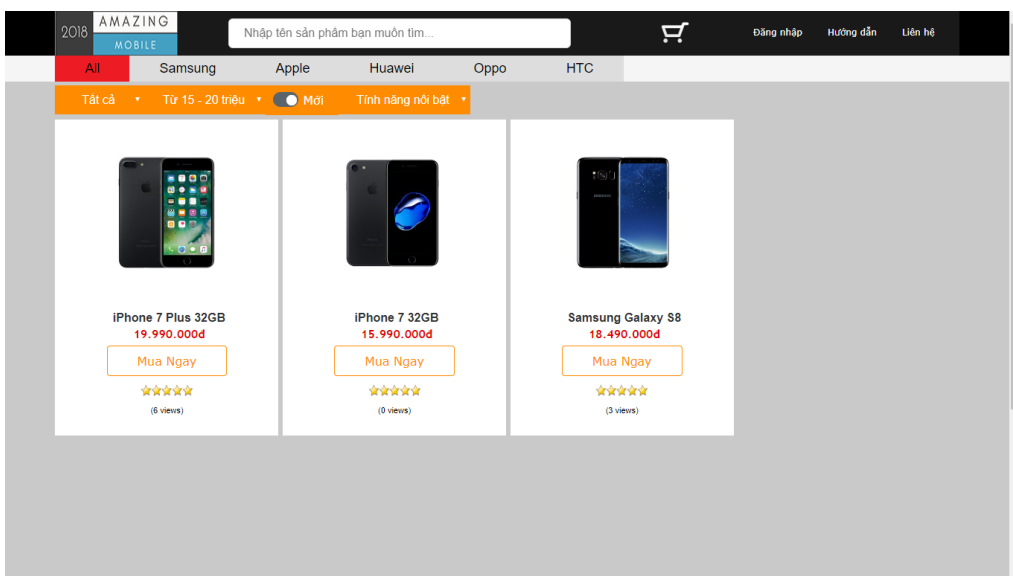 2018 AMAZING MOBILE
Nhập tên sản phẩm bạn muốn tìm...
Đăng nhập Hướng dẫn Liên hệ
All Samsung Apple Huawei Oppo HTC
Tất cả Từ 15 - 20 triệu Mới Tính năng nổi bật
SAMSUNG
iPhone 7 Plus 32GB iPhone 7 32GB Samsung Galaxy S8
19.990.000đ 15.990.000đ 18.490.000đ
Mua Ngay Mua Ngay Mua Ngay
(6 views) (0 views) (3 views)